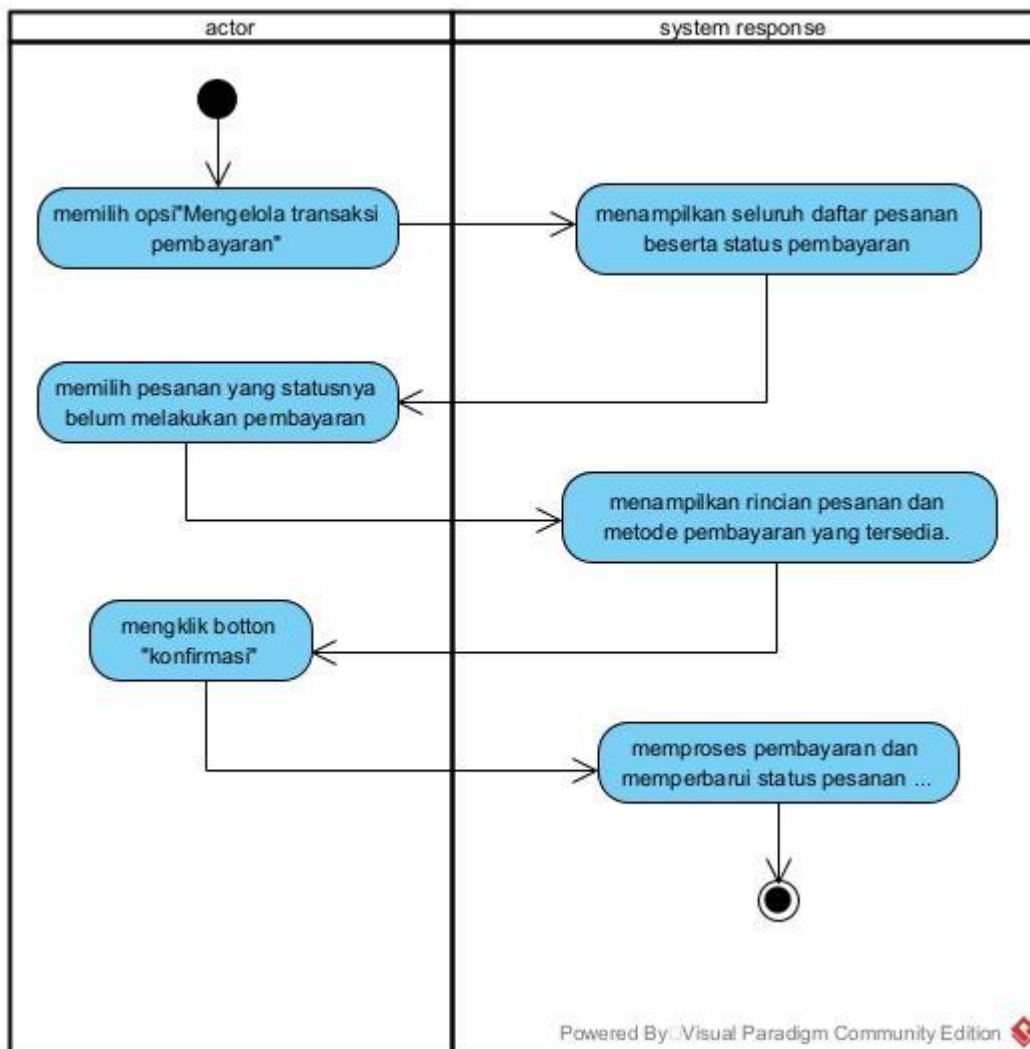 actor
system response
memilih opsi"Mengelola transaksi
pembayaran"
menampilkan seluruh daftar pesanan
beserta status pembayaran
memilih pesanan yang statusnya
belum melakukan pembayaran
menampilkan rincian pesanan dan
metode pembayaran yang tersedia.
mengklik botton
"konfirmasi"
memproses pembayaran dan
memperbarui status pesanan ...
Powered By Visual Paradigm Community Edition